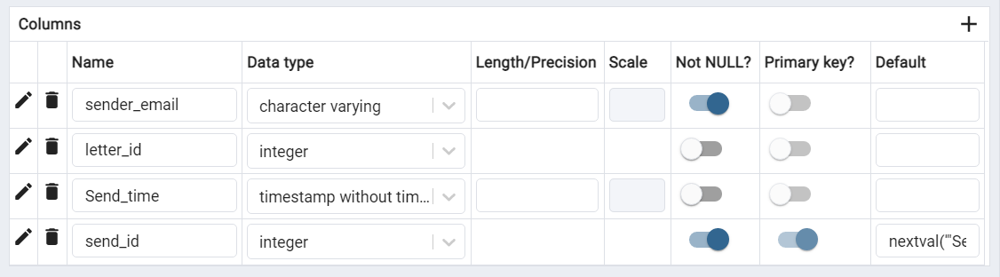 Columns
Name Data type Length/Precision Scale Not NULL? Primary key? Default
sender_email character varying
letter_id integer
Send_time timestamp without tim...
send_id integer nextval('"Se